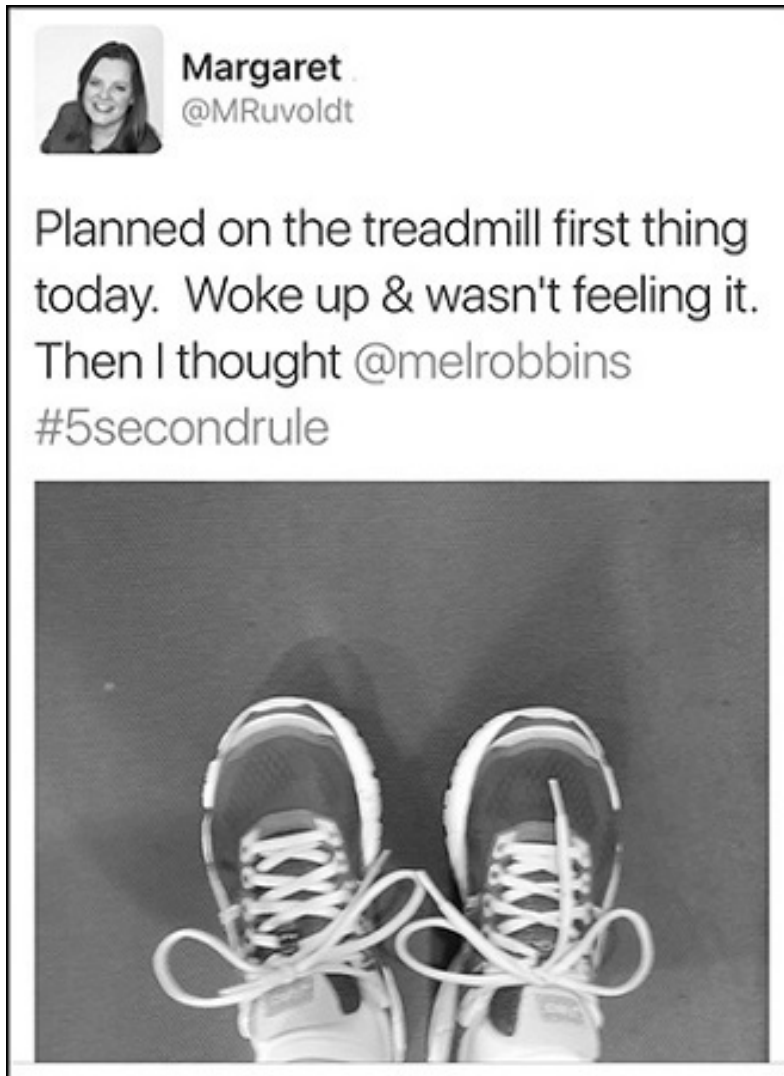 Margaret
@MRuvoldt
Planned on the treadmill first thing
today.  Woke up & wasn't feeling it.
Then I thought @melrobbins
#5secondrule